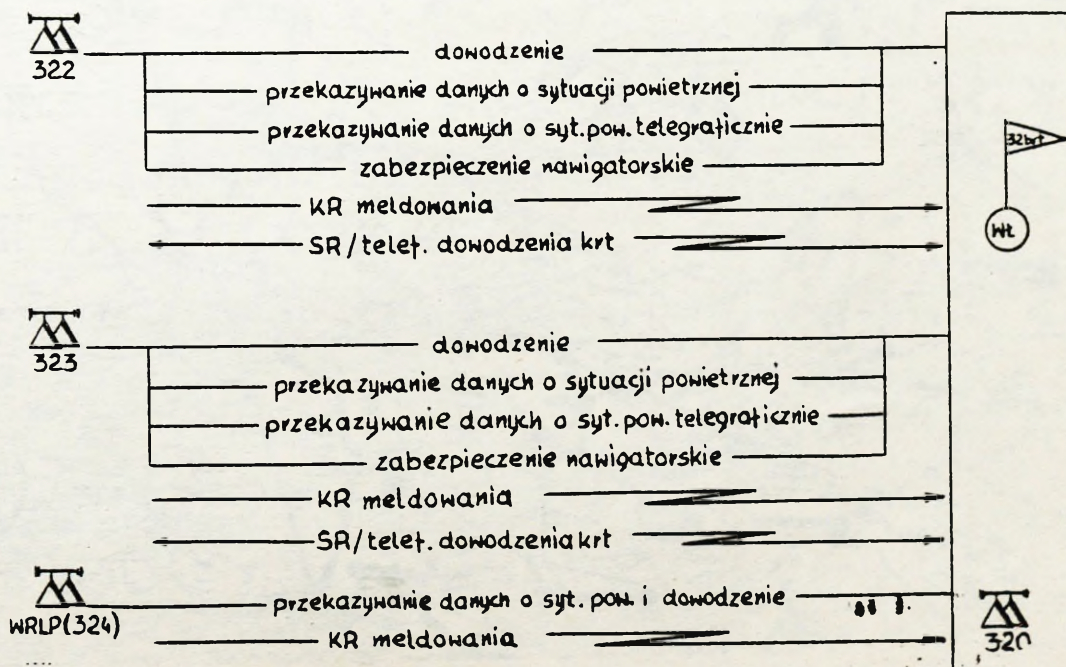 322
dowodzenie
przekazywanie danych o sytuacji powietrznej
przekazywanie danych o syt. pow. telegraficznie
zabezpieczenie nawigatorskie
KR meldowania
SR/telef. dowodzenia krt
32brt
Wt
323
dowodzenie
przekazywanie danych o sytuacji powietrznej
przekazywanie danych o syt. pow. telegraficznie
zabezpieczenie nawigatorskie
KR meldowania
SR/telef. dowodzenia krt
WRLP(324)
przekazywanie danych o syt. pow. i dowodzenie
KR meldowania
320